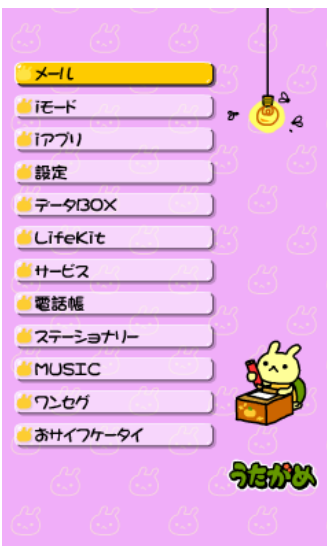 メール
iモード
iアプリ
設定
データBOX
LifeKit
サービス
電話帳
ステーショナリー
MUSIC
ワンセグ
おサイフケータイ
うたがめ